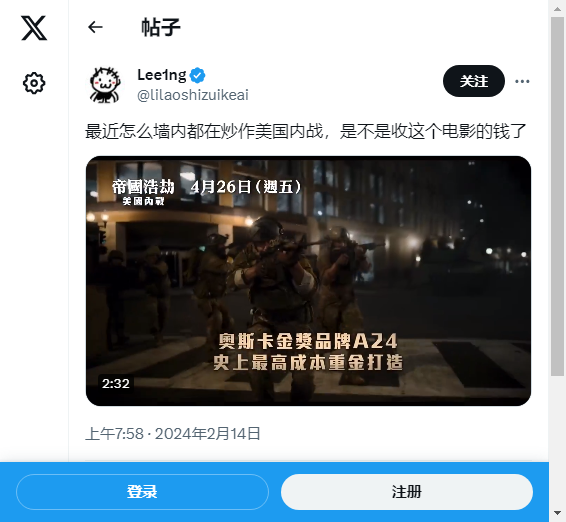 帖子
Lee1ng
@lilaoshizuikeai
关注
最近怎么墙内都在炒作美国内战，是不是收这个电影的钱了
帝國浩劫 4月26日(週五)
美國內戰
奧斯卡金獎品牌A24
史上最高成本重金打造
2:32
上午7:58 · 2024年2月14日
登录
注册